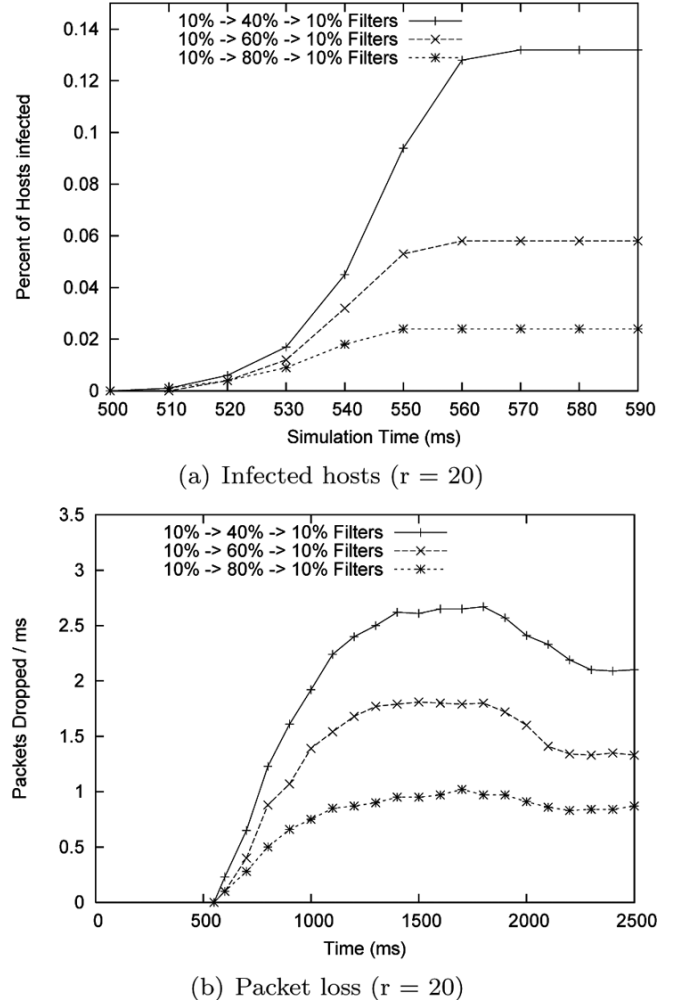 0.14
0.12
0.1
0.08
0.06
0.04
0.02
0
Percent of Hosts infected
10% -> 40% -> 10% Filters
10% -> 60% -> 10% Filters
10% -> 80% -> 10% Filters
500 510 520 530 540 550 560 570 580 590
Simulation Time (ms)
(a) Infected hosts (r = 20)
3.5
3
2.5
2
1.5
1
0.5
0
Packets Dropped / ms
10% -> 40% -> 10% Filters
10% -> 60% -> 10% Filters
10% -> 80% -> 10% Filters
0 500 1000 1500 2000 2500
Time (ms)
(b) Packet loss (r = 20)